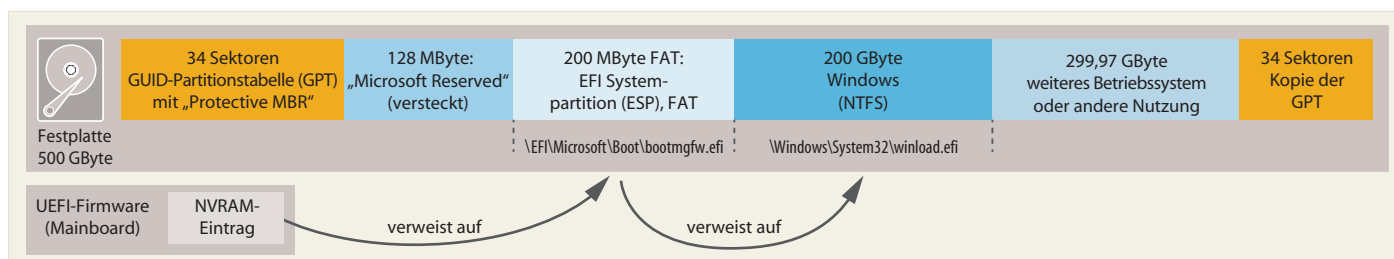 34 Sektoren
GUID-Partitionstabelle (GPT)
mit „Protective MBR“
128 MByte:
„Microsoft Reserved“
(versteckt)
200 MByte FAT:
EFI System-
partition (ESP), FAT
200 GByte
Windows
(NTFS)
299,97 GByte
weiteres Betriebssystem
oder andere Nutzung
34 Sektoren
Kopie der
GPT
Festplatte
500 GByte
\EFI\Microsoft\Boot\bootmgfw.efi
\Windows\System32\winload.efi
UEFI-Firmware
(Mainboard)
NVRAM-
Eintrag
verweist auf
verweist auf